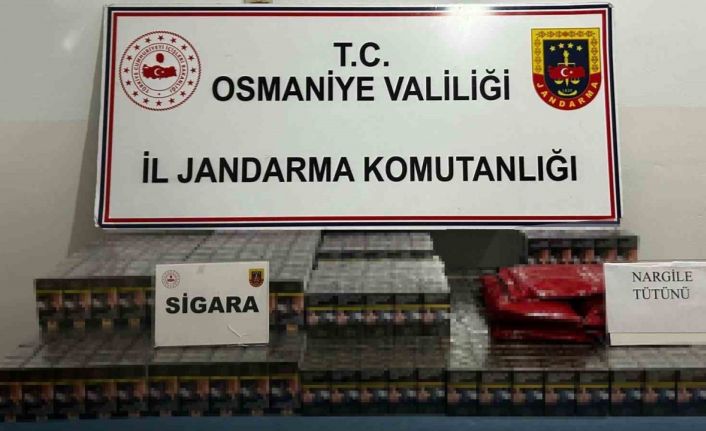 T.C.
OSMANİYE VALİLİĞİ
İL JANDARMA KOMUTANLIĞI
JANDARMA
SİGARA
NARGİLE
TÜTÜNÜ